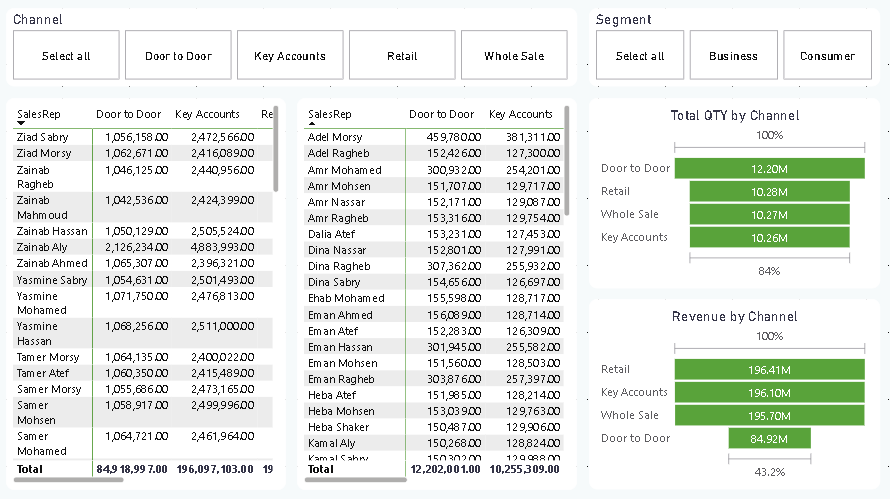 Channel
Select all
Door to Door
Key Accounts
Retail
Whole Sale
Segment
Select all
Business
Consumer
SalesRep Door to Door Key Accounts Re
Ziad Sabry 1,056,158.00 2,472,566.00
Ziad Morsy 1,062,671.00 2,416,089.00
Zainab Ragheb 1,046,125.00 2,440,956.00
Zainab Mahmoud 1,042,536.00 2,424,399.00
Zainab Hassan 1,050,129.00 2,505,524.00
Zainab Aly 2,126,234.00 4,883,993.00
Zainab Ahmed 1,065,307.00 2,396,321.00
Yasmine Sabry 1,054,631.00 2,501,493.00
Yasmine Mohamed 1,071,750.00 2,476,813.00
Yasmine Hassan 1,068,256.00 2,511,000.00
Tamer Morsy 1,064,135.00 2,400,022.00
Tamer Atef 1,060,350.00 2,415,489.00
Samer Morsy 1,055,686.00 2,473,165.00
Samer Mohsen 1,058,917.00 2,499,996.00
Samer Mohamed 1,064,721.00 2,461,964.00
Total 84,918,997.00 196,097,103.00 19
SalesRep Door to Door Key Accounts
Adel Morsy 459,780.00 381,311.00
Adel Ragheb 152,426.00 127,300.00
Amr Mohamed 300,932.00 254,201.00
Amr Mohsen 151,707.00 129,717.00
Amr Nassar 152,171.00 129,087.00
Amr Ragheb 153,316.00 129,754.00
Dalia Atef 153,231.00 127,453.00
Dina Nassar 152,801.00 127,991.00
Dina Ragheb 307,362.00 255,932.00
Dina Sabry 154,656.00 126,697.00
Ehab Mohamed 155,598.00 128,717.00
Eman Ahmed 156,089.00 128,714.00
Eman Atef 152,283.00 126,309.00
Eman Hassan 301,945.00 255,582.00
Eman Mohsen 151,560.00 128,503.00
Eman Ragheb 303,876.00 257,397.00
Heba Atef 151,985.00 128,214.00
Heba Mohsen 153,039.00 129,763.00
Heba Shaker 150,487.00 129,906.00
Kamal Aly 150,268.00 128,824.00
Kamal Sabry 150,302.00 128,988.00
Total 12,202,001.00 10,255,309.00
Total QTY by Channel
100%
Door to Door 12.20M
Retail 10.28M
Whole Sale 10.27M
Key Accounts 10.26M
84%
Revenue by Channel
100%
Retail 196.41M
Key Accounts 196.10M
Whole Sale 195.70M
Door to Door 84.92M
43.2%